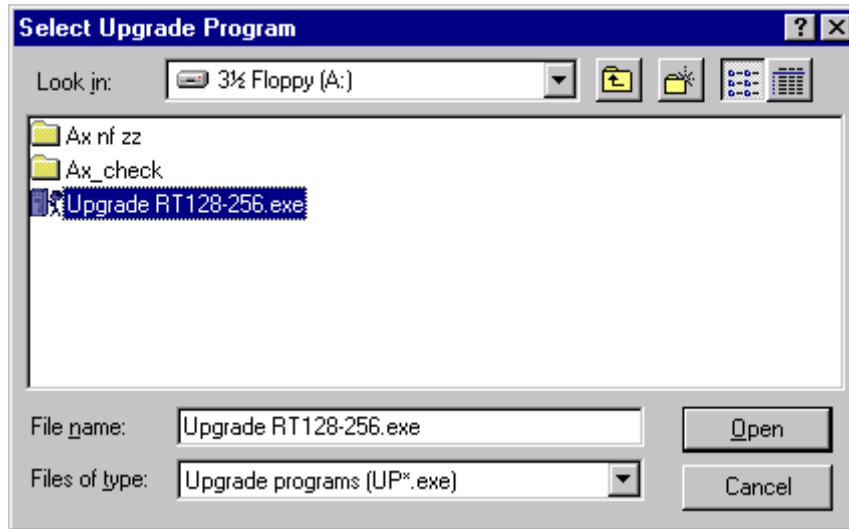 Select Upgrade Program
Look in: 3½ Floppy (A:)
Ax nf zz
Ax_check
Upgrade RT128-256.exe
File name: Upgrade RT128-256.exe Open
Files of type: Upgrade programs (UP*.exe) Cancel